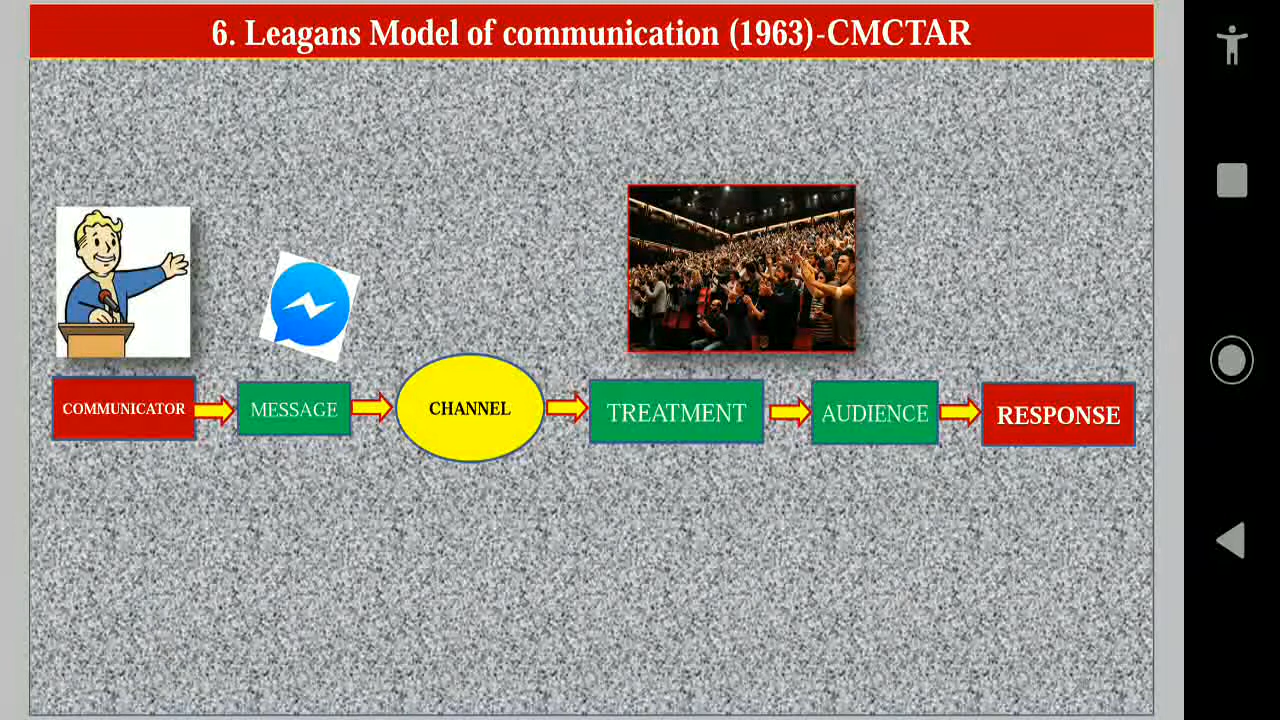 6. Leagans Model of communication (1963)-CMCTAR
COMMUNICATOR
MESSAGE
CHANNEL
TREATMENT
AUDIENCE
RESPONSE